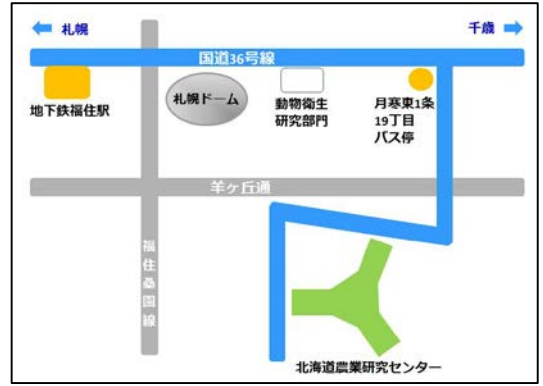 札幌
千歳
国道36号線
地下鉄福住駅
札幌ドーム
動物衛生
研究部門
月寒東1条
19丁目
バス停
羊ヶ丘通
福住桑園線
北海道農業研究センター